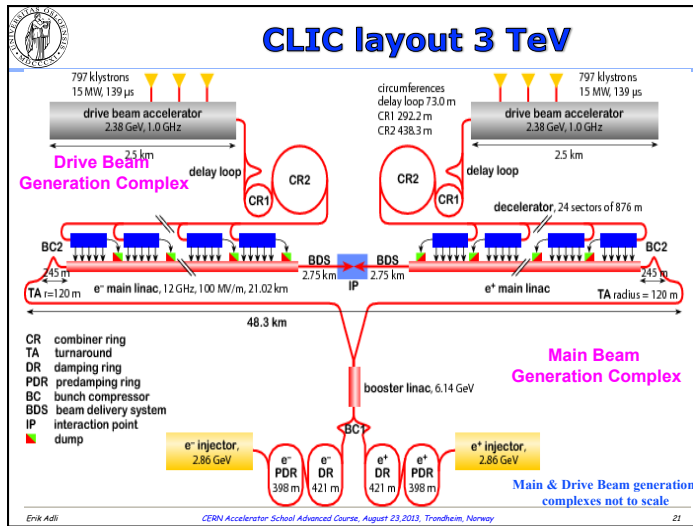 UNIVERSITAS OSLOENSIS
MDCCCXI
CLIC layout 3 TeV
797 klystrons
15 MW, 139 µs
circumferences
delay loop 73.0 m
CR1 292.2 m
CR2 438.3 m
797 klystrons
15 MW, 139 µs
drive beam accelerator
2.38 GeV, 1.0 GHz
drive beam accelerator
2.38 GeV, 1.0 GHz
2.5 km
2.5 km
Drive Beam
Generation Complex
delay loop
CR2
CR1
CR2
CR1
delay loop
decelerator, 24 sectors of 876 m
BC2
BC2
BDS
2.75 km
BDS
2.75 km
IP
245 m
245 m
e⁻ main linac, 12 GHz, 100 MV/m, 21.02 km
e⁺ main linac
TA r=120 m
TA radius = 120 m
48.3 km
CR combiner ring
TA turnaround
DR damping ring
PDR predamping ring
BC bunch compressor
BDS beam delivery system
IP interaction point
dump
Main Beam
Generation Complex
booster linac, 6.14 GeV
BC1
e⁻ injector,
2.86 GeV
e⁻
PDR
398 m
e⁻
DR
421 m
e⁺
DR
421 m
e⁺
PDR
398 m
e⁺ injector,
2.86 GeV
Main & Drive Beam generation
complexes not to scale
Erik Adli
CERN Accelerator School Advanced Course, August 23,2013, Trondheim, Norway
21